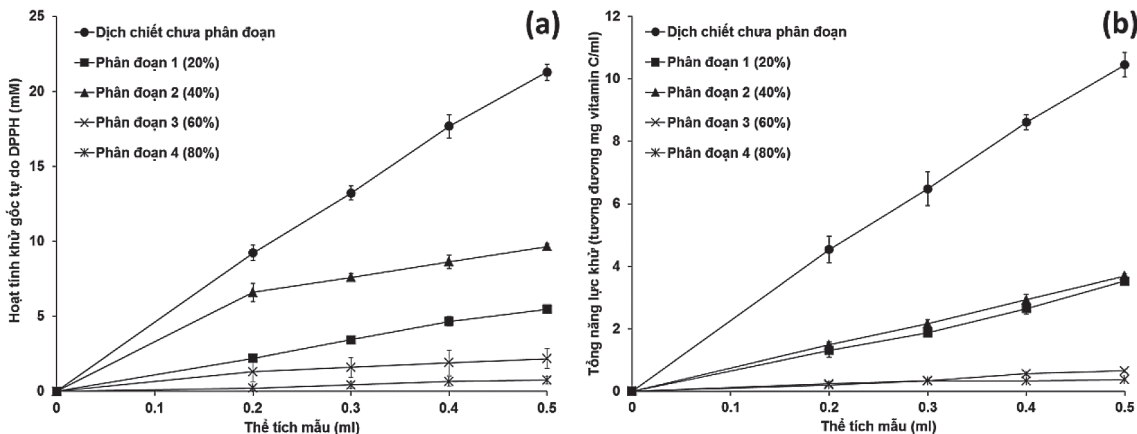 (a)
Hoạt tính khử gốc tự do DPPH (mM)
25
20
15
10
5
0
Dịch chiết chưa phân đoạn
Phân đoạn 1 (20%)
Phân đoạn 2 (40%)
Phân đoạn 3 (60%)
Phân đoạn 4 (80%)
0 0.1 0.2 0.3 0.4 0.5
Thể tích mẫu (ml)
(b)
Tổng năng lực khử (tương đương mg vitamin C/ml)
12
10
8
6
4
2
0
Dịch chiết chưa phân đoạn
Phân đoạn 1 (20%)
Phân đoạn 2 (40%)
Phân đoạn 3 (60%)
Phân đoạn 4 (80%)
0 0.1 0.2 0.3 0.4 0.5
Thể tích mẫu (ml)